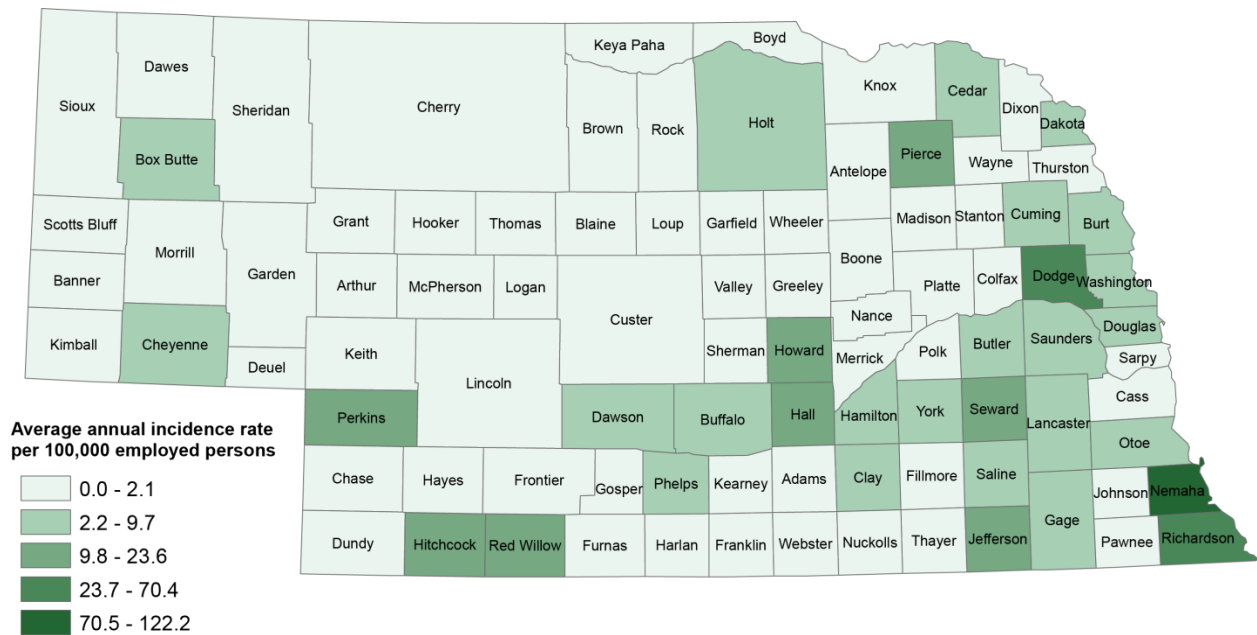 Keya Paha
Boyd
Dawes
Sioux
Sheridan
Cherry
Brown
Rock
Holt
Knox
Cedar
Dixon
Dakota
Box Butte
Antelope
Pierce
Wayne
Thurston
Scotts Bluff
Grant
Hooker
Thomas
Blaine
Loup
Garfield
Wheeler
Madison
Stanton
Cuming
Burt
Morrill
Garden
Boone
Banner
Arthur
McPherson
Logan
Custer
Valley
Greeley
Platte
Colfax
Dodge
Washington
Nance
Kimball
Cheyenne
Deuel
Keith
Lincoln
Sherman
Howard
Merrick
Polk
Butler
Saunders
Douglas
Sarpy
Perkins
Dawson
Buffalo
Hall
Hamilton
York
Seward
Lancaster
Cass
Otoe
Chase
Hayes
Frontier
Gosper
Phelps
Kearney
Adams
Clay
Fillmore
Saline
Johnson
Nemaha
Dundy
Hitchcock
Red Willow
Furnas
Harlan
Franklin
Webster
Nuckolls
Thayer
Jefferson
Gage
Pawnee
Richardson
Average annual incidence rate
per 100,000 employed persons
0.0 - 2.1
2.2 - 9.7
9.8 - 23.6
23.7 - 70.4
70.5 - 122.2